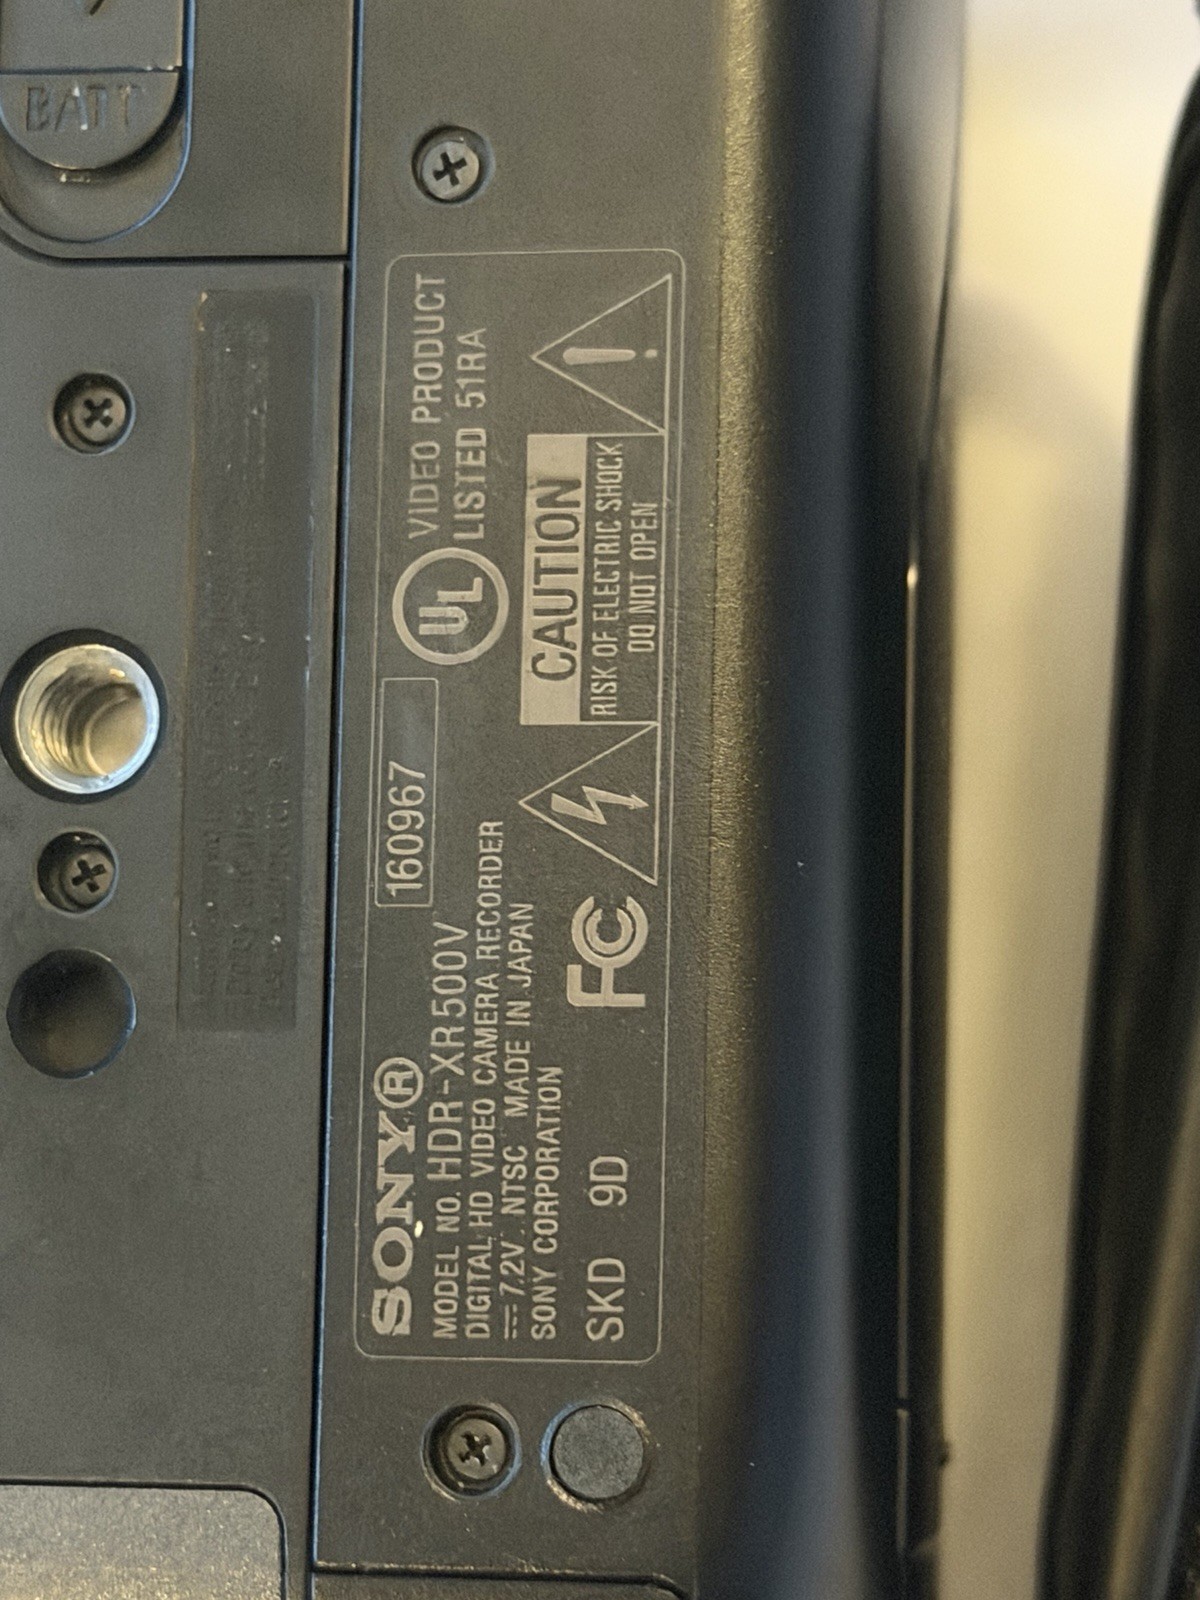 BATT
SONY®
160967
MODEL NO. HDR-XR500V
DIGITAL HD VIDEO CAMERA RECORDER
⎓7.2V NTSC MADE IN JAPAN
SONY CORPORATION
SKD 9D
FC
UL
VIDEO PRODUCT
LISTED 51RA
CAUTION
RISK OF ELECTRIC SHOCK
DO NOT OPEN
!